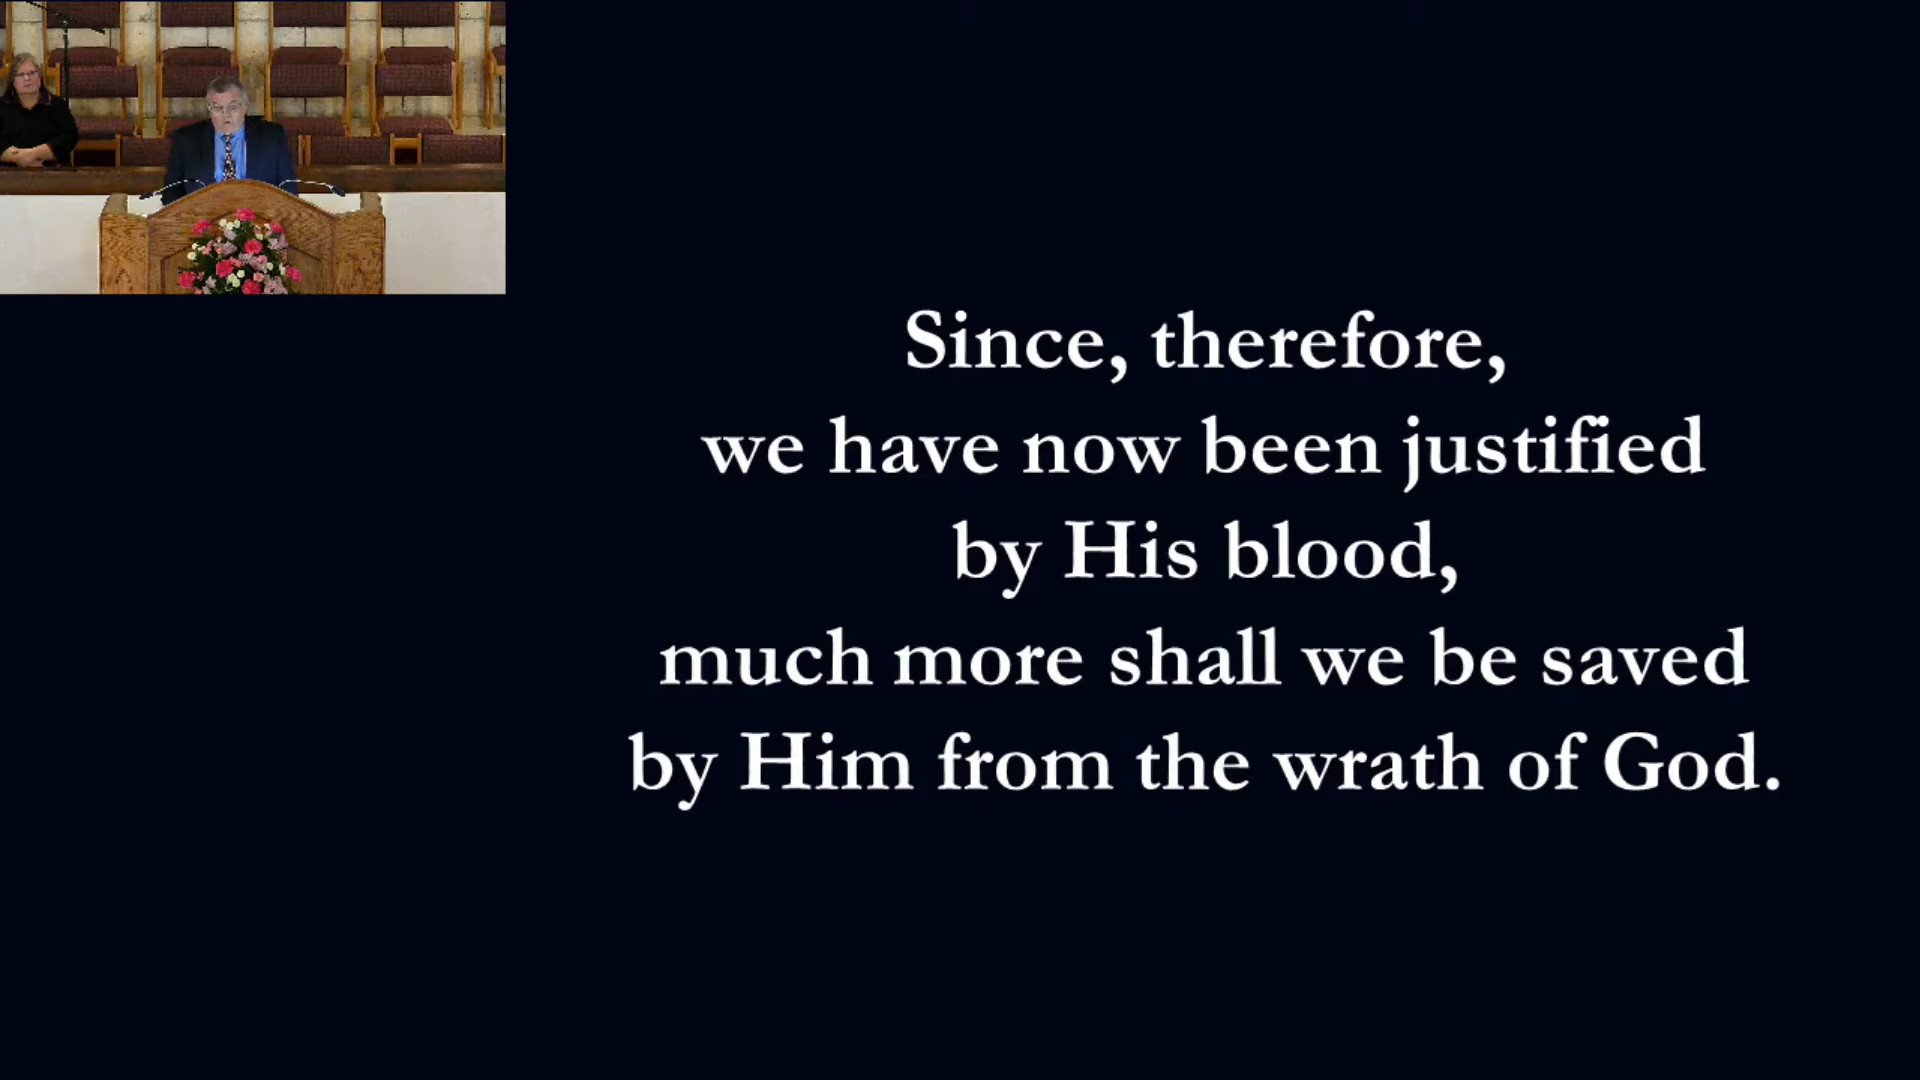 Since, therefore,
we have now been justified
by His blood,
much more shall we be saved
by Him from the wrath of God.